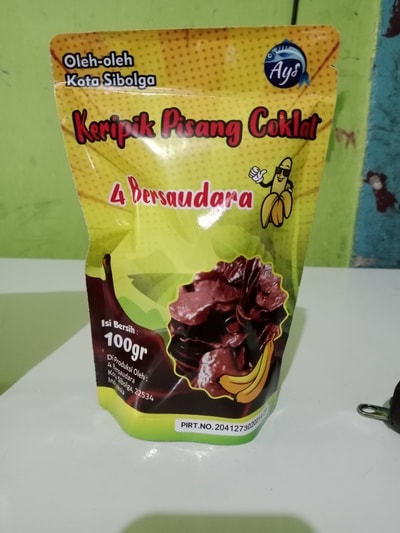 Oleh-oleh
Kota Sibolga
Ays
Keripik Pisang Coklat
4 Bersaudara
Isi Bersih :
100gr
Di Produksi Oleh :
4 Bersaudara
Kota Sibolga, 22534
PIRT.NO.